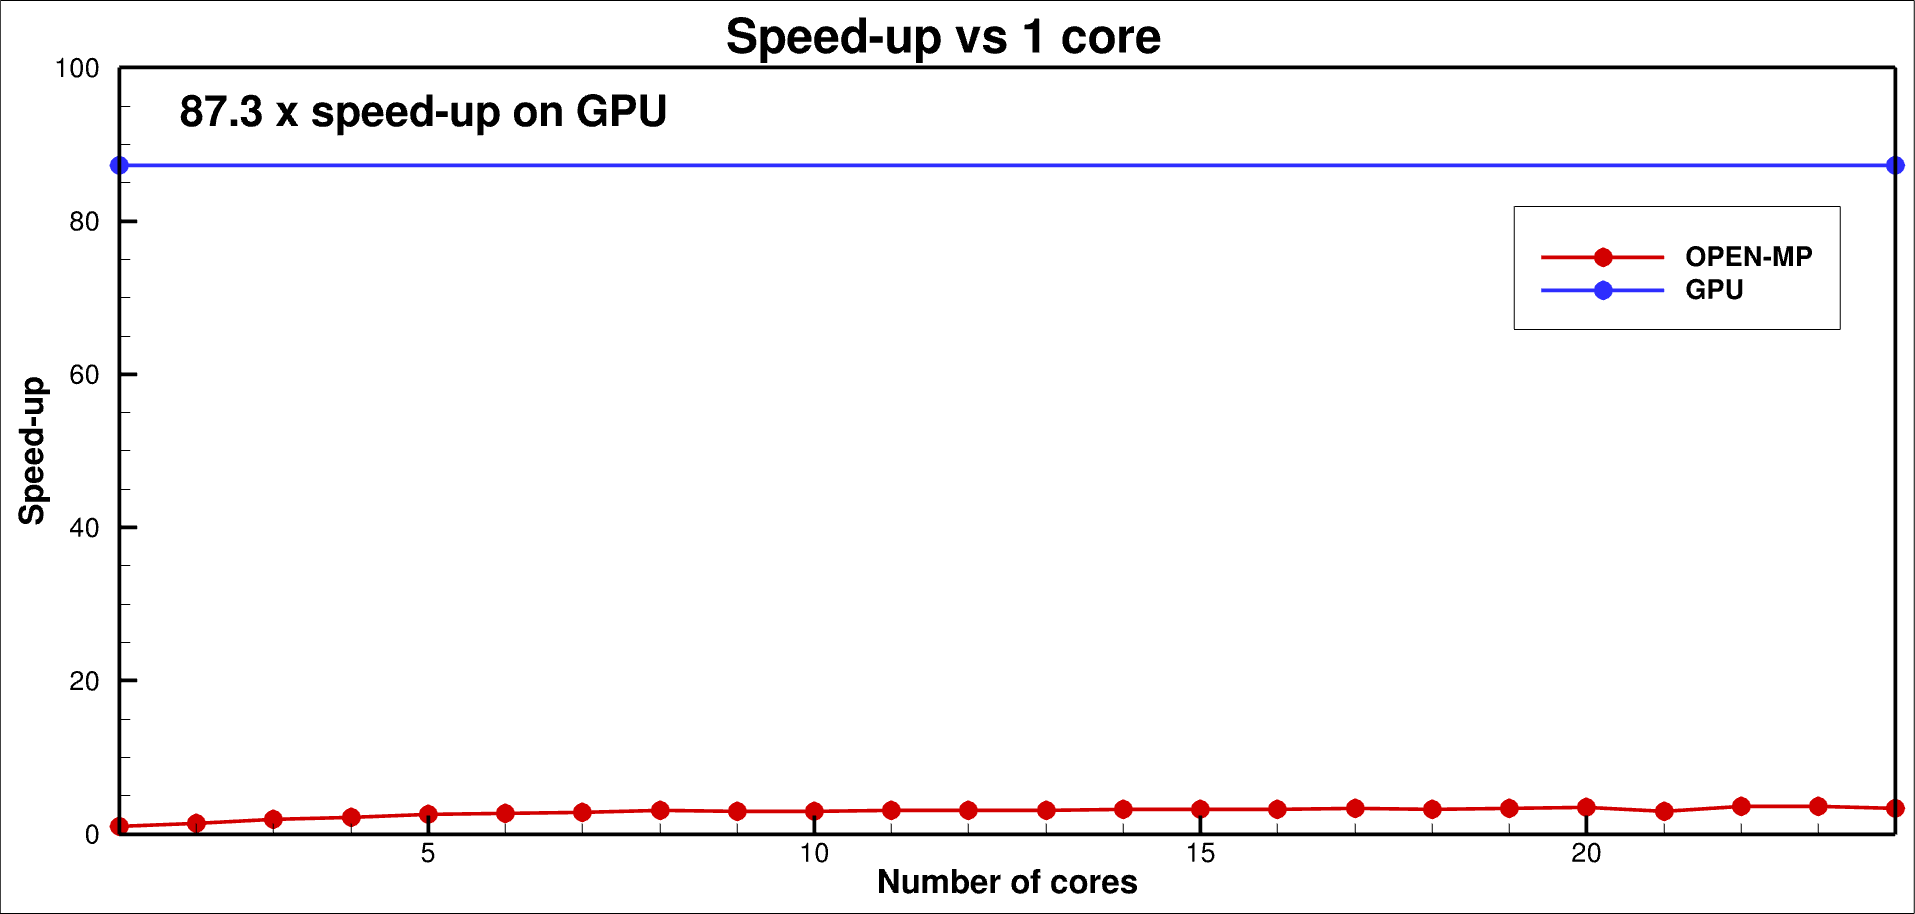 Speed-up vs 1 core
100
87.3 x speed-up on GPU
80
OPEN-MP
GPU
60
Speed-up
40
20
0
5 10 15 20
Number of cores